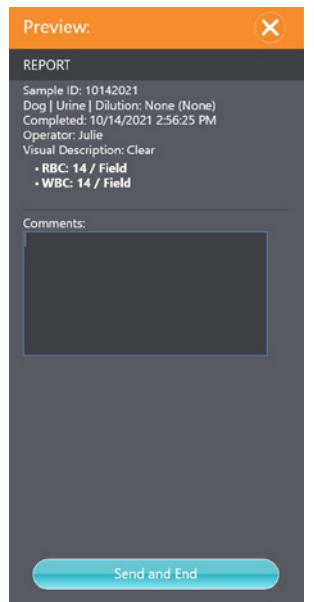 Preview:
REPORT
Sample ID: 10142021
Dog | Urine | Dilution: None (None)
Completed: 10/14/2021 2:56:25 PM
Operator: Julie
Visual Description: Clear
• RBC: 14 / Field
• WBC: 14 / Field
Comments:
Send and End